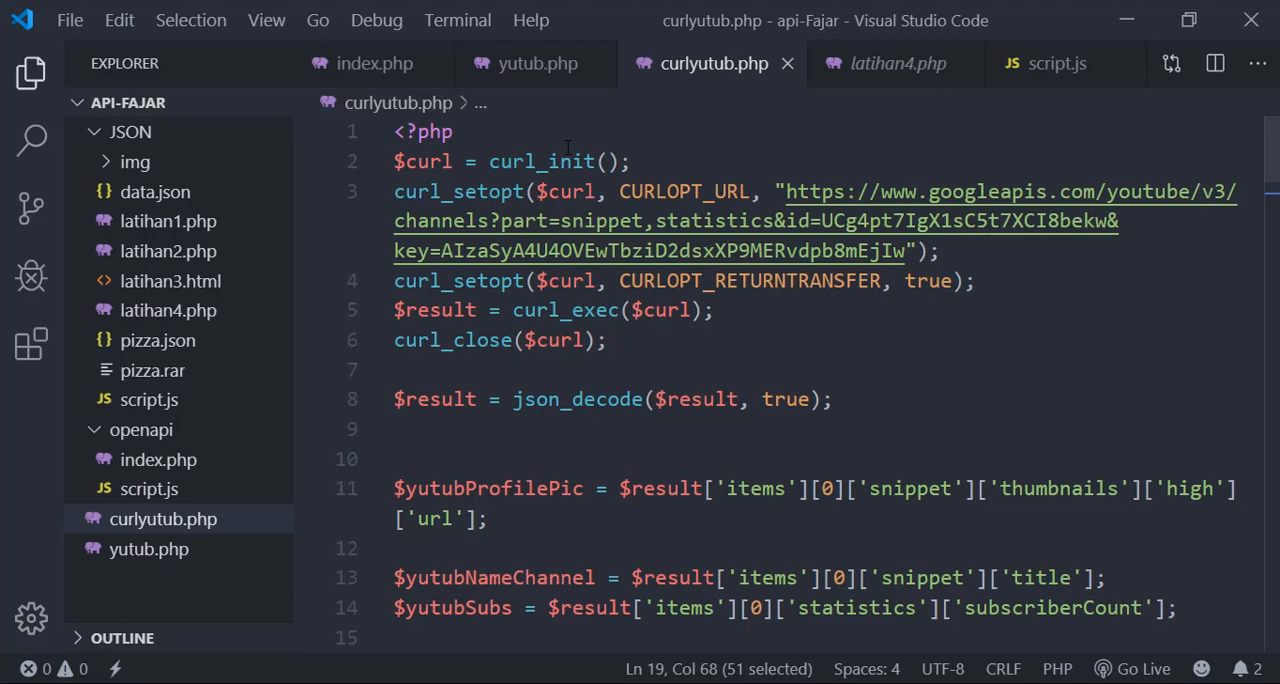 File Edit Selection View Go Debug Terminal Help curlyutub.php - api-Fajar - Visual Studio Code
EXPLORER
index.php yutub.php curlyutub.php latihan4.php JS script.js
API-FAJAR
JSON
img
{} data.json
latihan1.php
latihan2.php
<> latihan3.html
latihan4.php
{} pizza.json
pizza.rar
JS script.js
openapi
index.php
JS script.js
curlyutub.php
yutub.php
OUTLINE
curlyutub.php > ...
1 <?php
2 $curl = curl_init();
3 curl_setopt($curl, CURLOPT_URL, "https://www.googleapis.com/youtube/v3/
channels?part=snippet,statistics&id=UCg4pt7IgX1sC5t7XCI8bekw&
key=AIzaSyA4U4OVEwTbziD2dsxXP9MERvdpb8mEjIw");
4 curl_setopt($curl, CURLOPT_RETURNTRANSFER, true);
5 $result = curl_exec($curl);
6 curl_close($curl);
7
8 $result = json_decode($result, true);
9
10
11 $yutubProfilePic = $result['items'][0]['snippet']['thumbnails']['high']
['url'];
12
13 $yutubNameChannel = $result['items'][0]['snippet']['title'];
14 $yutubSubs = $result['items'][0]['statistics']['subscriberCount'];
15
0 0 Ln 19, Col 68 (51 selected) Spaces: 4 UTF-8 CRLF PHP Go Live 2